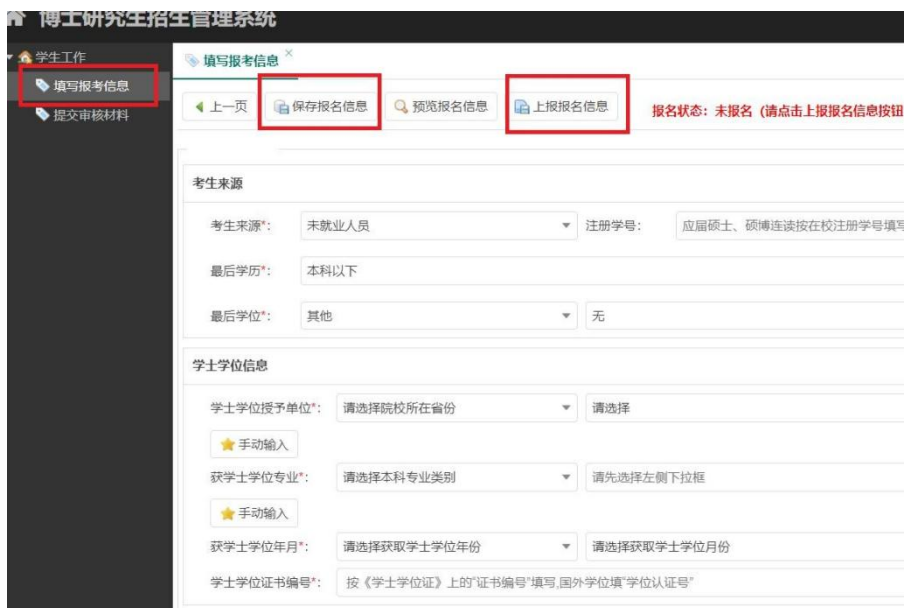 博士研究生招生管理系统
学生工作
填写报考信息
提交审核材料
填写报考信息 ×
上一页 保存报名信息 预览报名信息 上报报名信息 报名状态：未报名（请点击上报报名信息按钮
考生来源
考生来源*： 未就业人员 注册学号： 应届硕士、硕博连读按在校注册学号填写
最后学历*： 本科以下
最后学位*： 其他 无
学士学位信息
学士学位授予单位*： 请选择院校所在省份 请选择
手动输入
获学士学位专业*： 请选择本科专业类别 请先选择左侧下拉框
手动输入
获学士学位年月*： 请选择获取学士学位年份 请选择获取学士学位月份
学士学位证书编号*： 按《学士学位证》上的"证书编号"填写,国外学位填"学位认证号"